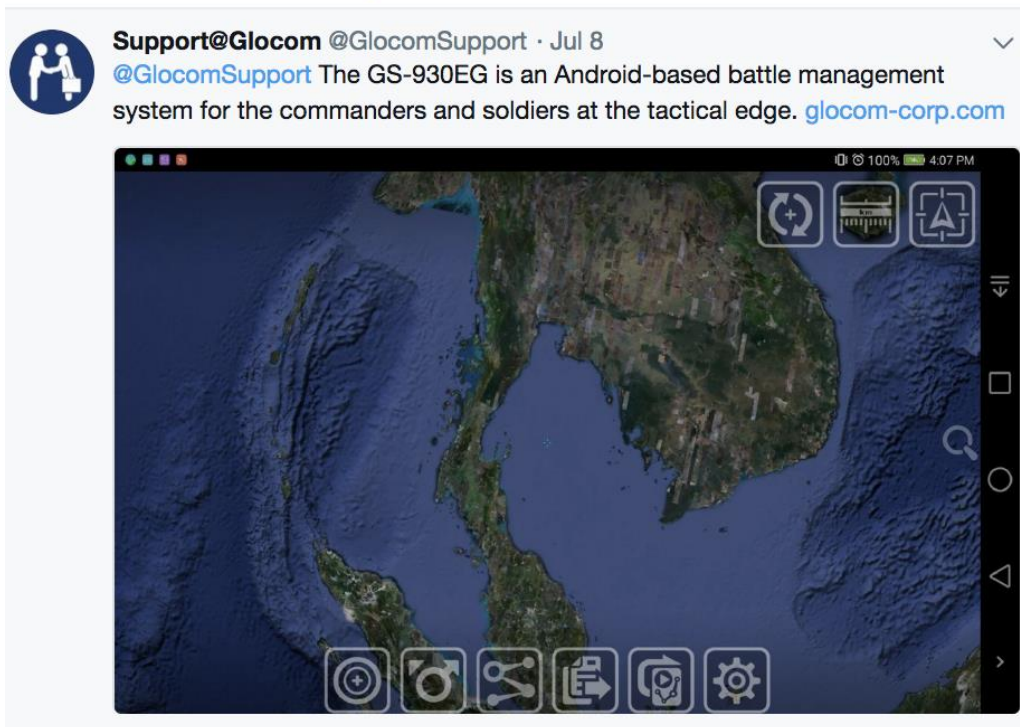 Support@Glocom @GlocomSupport · Jul 8
@GlocomSupport The GS-930EG is an Android-based battle management
system for the commanders and soldiers at the tactical edge. glocom-corp.com
100% 4:07 PM
km